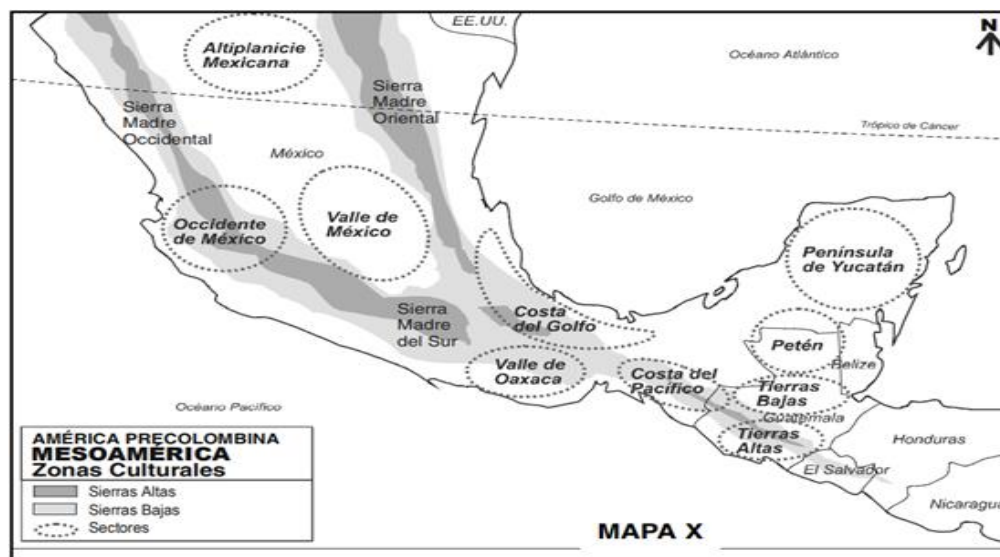 EE.UU.
N
Altiplanicie
Mexicana
Océano Atlántico
Sierra
Madre
Oriental
Sierra
Madre
Occidental
Trópico de Cáncer
México
Golfo de México
Valle de
México
Occidente
de México
Península
de Yucatán
Costa
del Golfo
Sierra
Madre
del Sur
Petén
Belize
Valle de
Oaxaca
Costa del
Pacífico
Tierras
Bajas
Océano Pacífico
Guatemala
Tierras
Altas
Honduras
El Salvador
Nicaragua
AMÉRICA PRECOLOMBINA
MESOAMÉRICA
Zonas Culturales
Sierras Altas
Sierras Bajas
Sectores
MAPA X